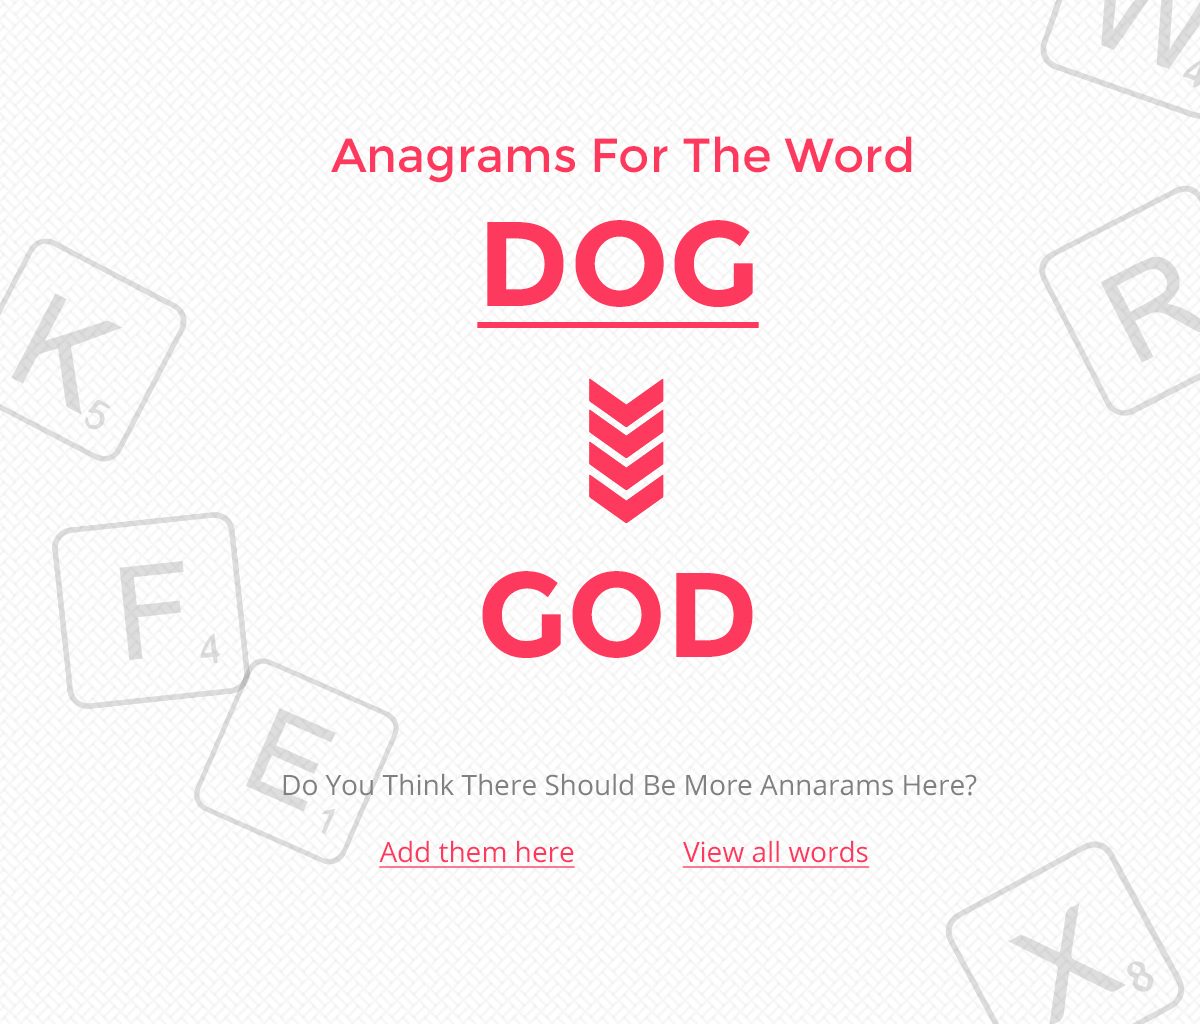 W
4
Anagrams For The Word
DOG
R
K
5
GOD
F
4
E
1
Do You Think There Should Be More Annarams Here?
Add them here
View all words
X
8